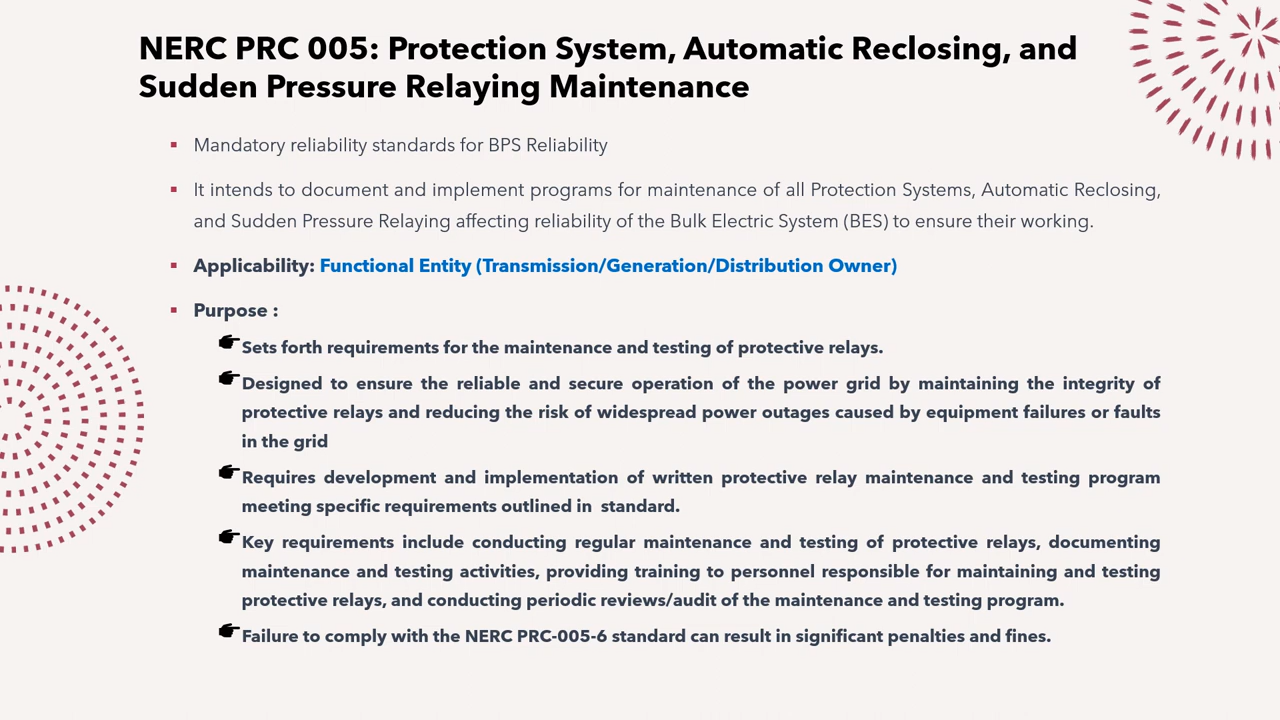 NERC PRC 005: Protection System, Automatic Reclosing, and
Sudden Pressure Relaying Maintenance
Mandatory reliability standards for BPS Reliability
It intends to document and implement programs for maintenance of all Protection Systems, Automatic Reclosing,
and Sudden Pressure Relaying affecting reliability of the Bulk Electric System (BES) to ensure their working.
Applicability: Functional Entity (Transmission/Generation/Distribution Owner)
Purpose :
Sets forth requirements for the maintenance and testing of protective relays.
Designed to ensure the reliable and secure operation of the power grid by maintaining the integrity of
protective relays and reducing the risk of widespread power outages caused by equipment failures or faults
in the grid
Requires development and implementation of written protective relay maintenance and testing program
meeting specific requirements outlined in  standard.
Key requirements include conducting regular maintenance and testing of protective relays, documenting
maintenance and testing activities, providing training to personnel responsible for maintaining and testing
protective relays, and conducting periodic reviews/audit of the maintenance and testing program.
Failure to comply with the NERC PRC-005-6 standard can result in significant penalties and fines.